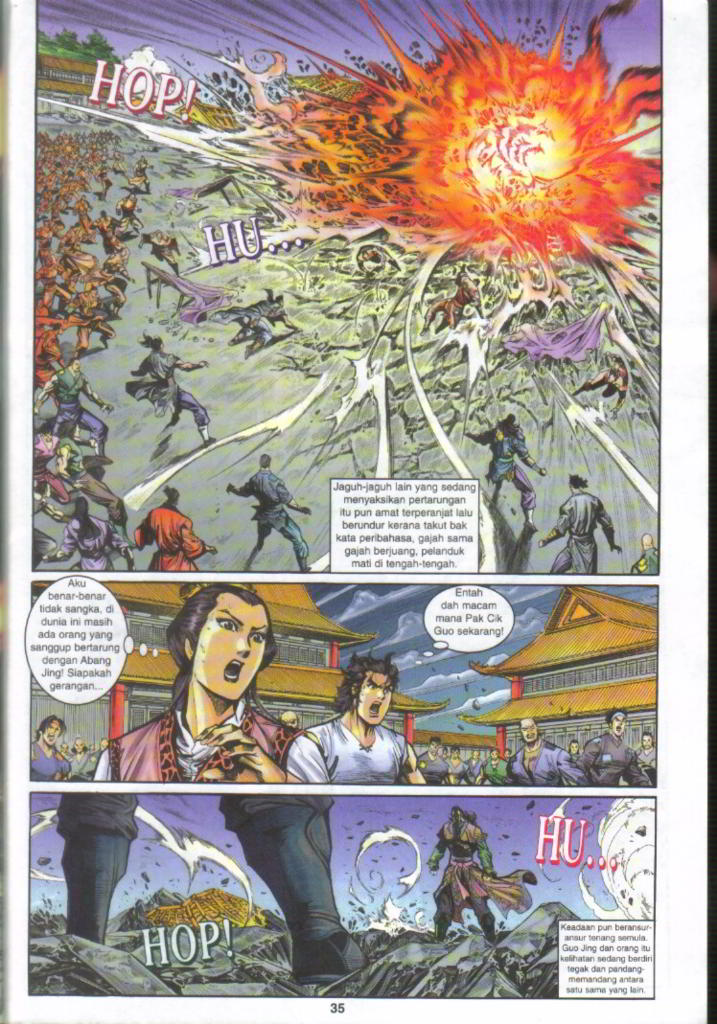 HOP!
HU...
Jaguh-jaguh lain yang sedang
menyaksikan pertarungan
itu pun amat terperanjat lalu
berundur kerana takut bak
kata peribahasa, gajah sama
gajah berjuang, pelanduk
mati di tengah-tengah.
Aku
benar-benar
tidak sangka, di
dunia ini masih
ada orang yang
sanggup bertarung
dengan Abang
Jing! Siapakah
gerangan...
Entah
dah macam
mana Pak Cik
Guo sekarang!
HU...
HOP!
Keadaan pun beransur-
ansur tenang semula.
Guo Jing dan orang itu
kelihatan sedang berdiri
tegak dan pandang-
memandang antara
satu sama yang lain.
35